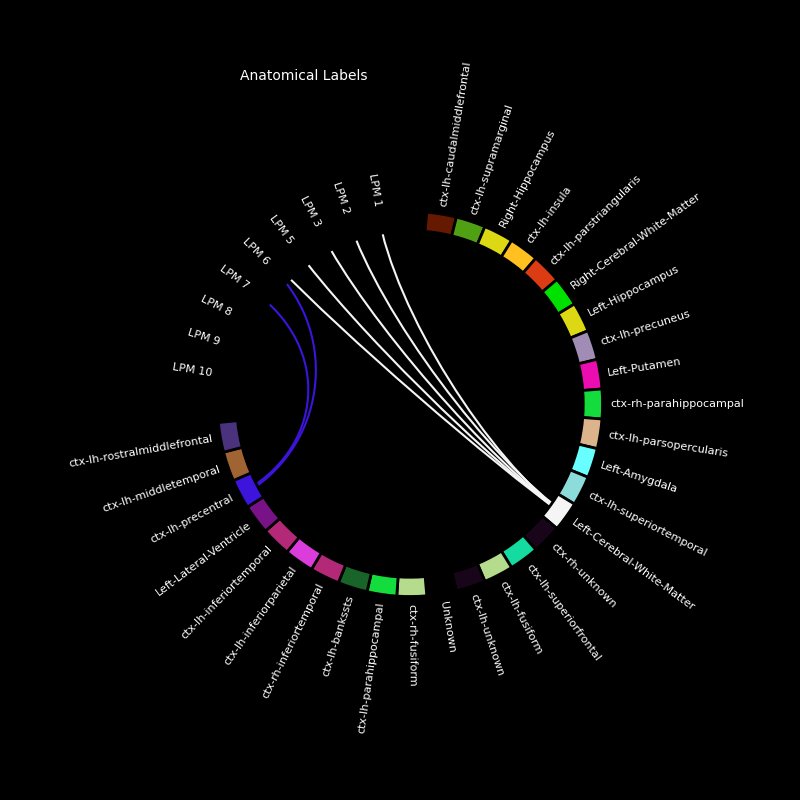 Anatomical Labels
ctx-lh-caudalmiddlefrontal
ctx-lh-supramarginal
Right-Hippocampus
ctx-lh-insula
ctx-lh-parstriangularis
Right-Cerebral-White-Matter
Left-Hippocampus
ctx-lh-precuneus
Left-Putamen
ctx-rh-parahippocampal
ctx-lh-parsopercularis
Left-Amygdala
ctx-lh-superiortemporal
Left-Cerebral-White-Matter
ctx-rh-unknown
ctx-lh-superiorfrontal
ctx-lh-fusiform
ctx-lh-unknown
Unknown
ctx-rh-fusiform
ctx-lh-parahippocampal
ctx-lh-bankssts
ctx-rh-inferiortemporal
ctx-lh-inferiorparietal
ctx-lh-inferiortemporal
Left-Lateral-Ventricle
ctx-lh-precentral
ctx-lh-middletemporal
ctx-lh-rostralmiddlefrontal
LPM 10
LPM 9
LPM 8
LPM 7
LPM 6
LPM 5
LPM 3
LPM 2
LPM 1